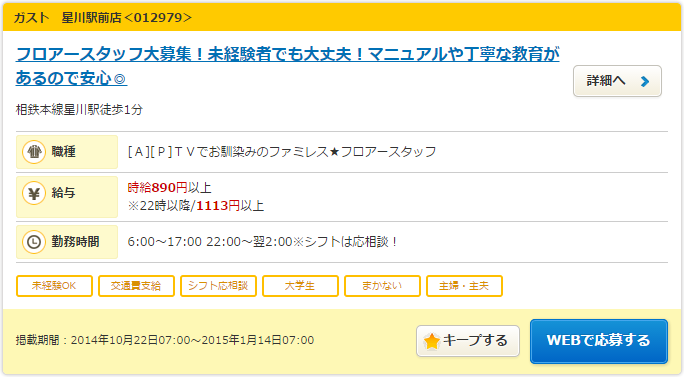 ガスト　星川駅前店<012979>
フロアースタッフ大募集！未経験者でも大丈夫！マニュアルや丁寧な教育が
あるので安心◎
詳細へ
相鉄本線星川駅徒歩1分
職種
[Ａ][Ｐ]ＴＶでお馴染みのファミレス★フロアースタッフ
¥ 給与
時給890円以上
※22時以降/1113円以上
勤務時間
6:00～17:00 22:00～翌2:00※シフトは応相談！
未経験OK 交通費支給 シフト応相談 大学生 まかない 主婦・主夫
掲載期間：2014年10月22日07:00～2015年1月14日07:00
キープする
WEBで応募する